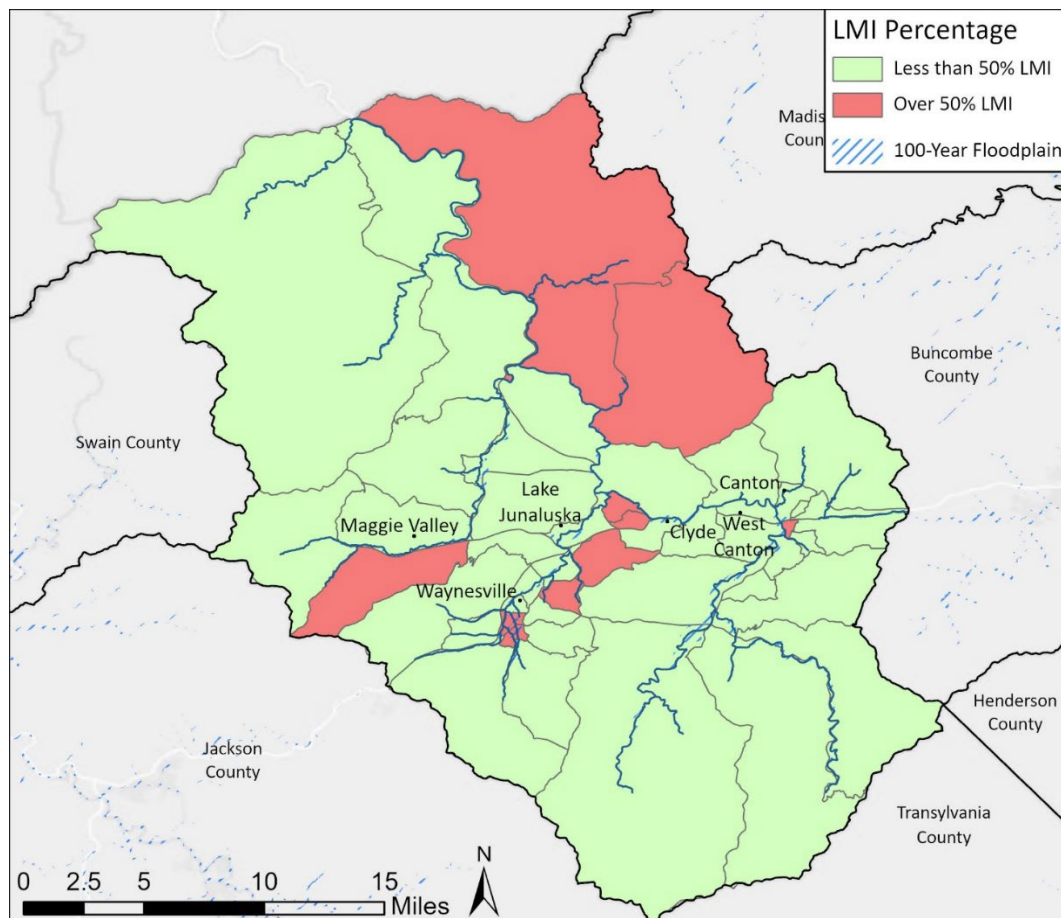 LMI Percentage
Less than 50% LMI
Over 50% LMI
100-Year Floodplain
Madis
Coun
Buncombe
County
Swain County
Canton
Lake
Junaluska
Maggie Valley
Clyde
West
Canton
Waynesville
Henderson
County
Jackson
County
Transylvania
County
N
0 5 10 15
Miles